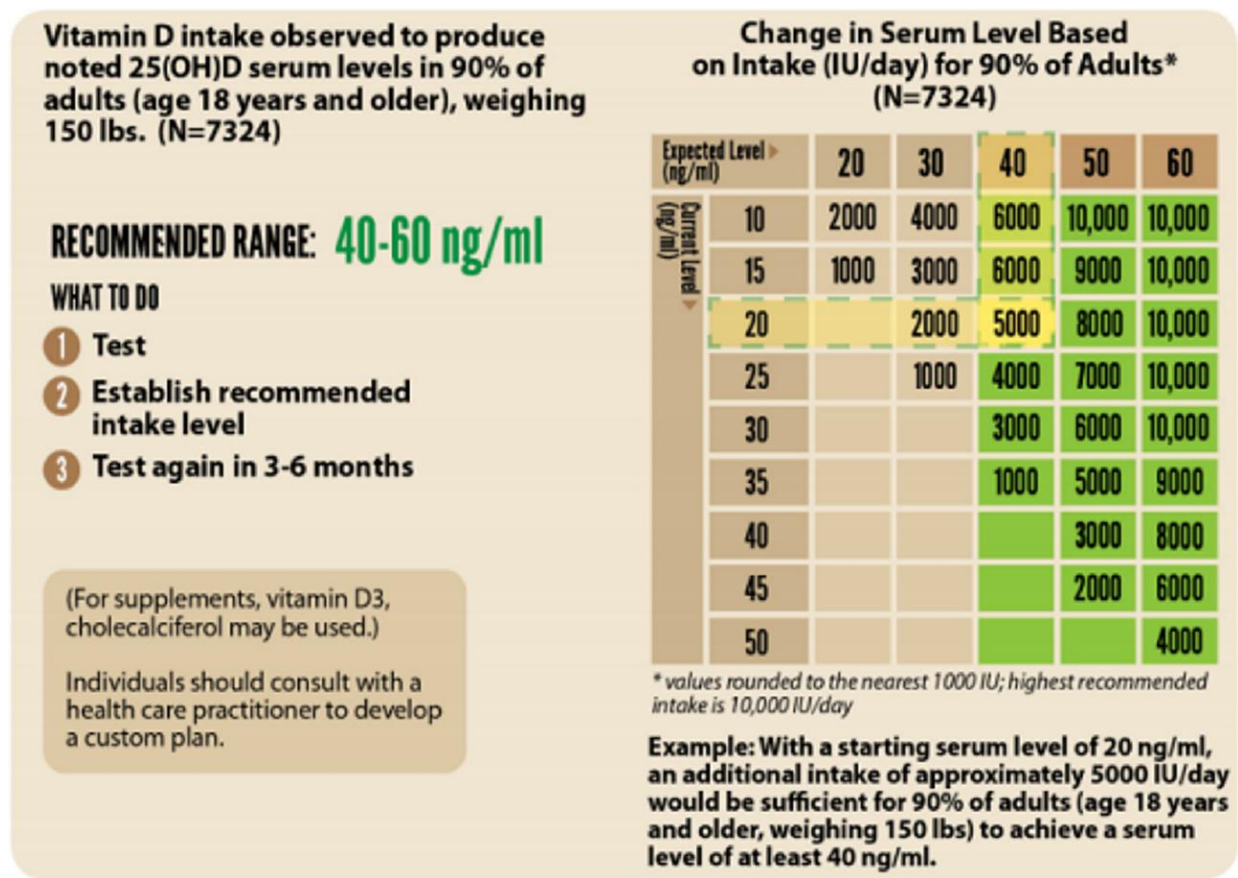 Vitamin D intake observed to produce
noted 25(OH)D serum levels in 90% of
adults (age 18 years and older), weighing
150 lbs. (N=7324)
RECOMMENDED RANGE: 40-60 ng/ml
WHAT TO DO
1 Test
2 Establish recommended
intake level
3 Test again in 3-6 months
(For supplements, vitamin D3,
cholecalciferol may be used.)
Individuals should consult with a
health care practitioner to develop
a custom plan.
Change in Serum Level Based
on Intake (IU/day) for 90% of Adults*
(N=7324)
Expected Level
(ng/ml)
20 30 40 50 60
Current Level
(ng/ml)
10 2000 4000 6000 10,000 10,000
15 1000 3000 6000 9000 10,000
20 2000 5000 8000 10,000
25 1000 4000 7000 10,000
30 3000 6000 10,000
35 1000 5000 9000
40 3000 8000
45 2000 6000
50 4000
* values rounded to the nearest 1000 IU; highest recommended
intake is 10,000 IU/day
Example: With a starting serum level of 20 ng/ml,
an additional intake of approximately 5000 IU/day
would be sufficient for 90% of adults (age 18 years
and older, weighing 150 lbs) to achieve a serum
level of at least 40 ng/ml.